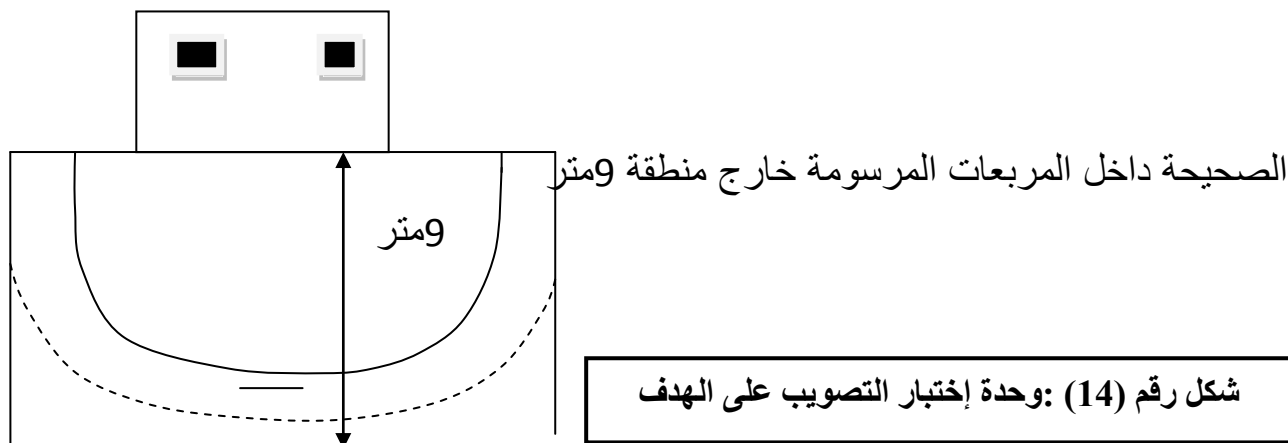 الصحيحة داخل المربعات المرسومة خارج منطقة 9متر
9متر
شكل رقم (14) :وحدة إختبار التصويب على الهدف